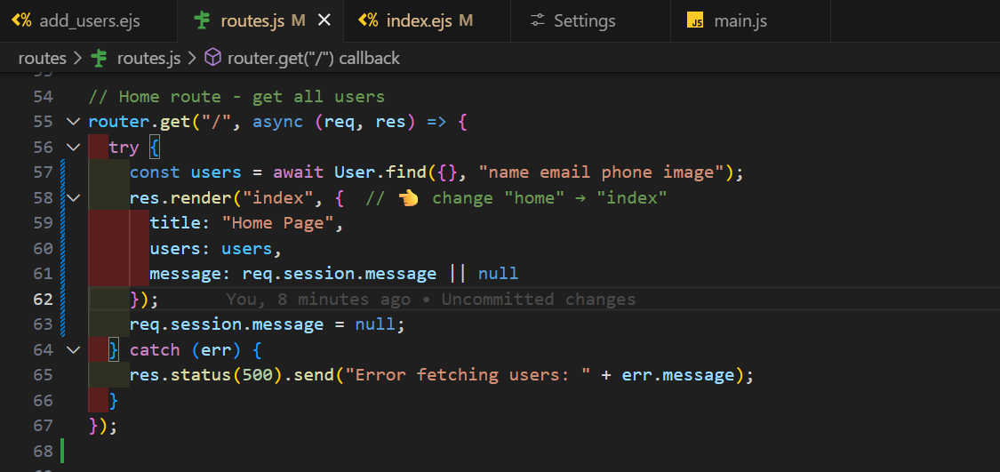 add_users.ejs routes.js M index.ejs M Settings JS main.js
routes > routes.js > router.get("/") callback
54 // Home route - get all users
55 router.get("/", async (req, res) => {
56 try {
57 const users = await User.find({}, "name email phone image");
58 res.render("index", { // 👈 change "home" → "index"
59 title: "Home Page",
60 users: users,
61 message: req.session.message || null
62 }); You, 8 minutes ago • Uncommitted changes
63 req.session.message = null;
64 } catch (err) {
65 res.status(500).send("Error fetching users: " + err.message);
66 }
67 });
68